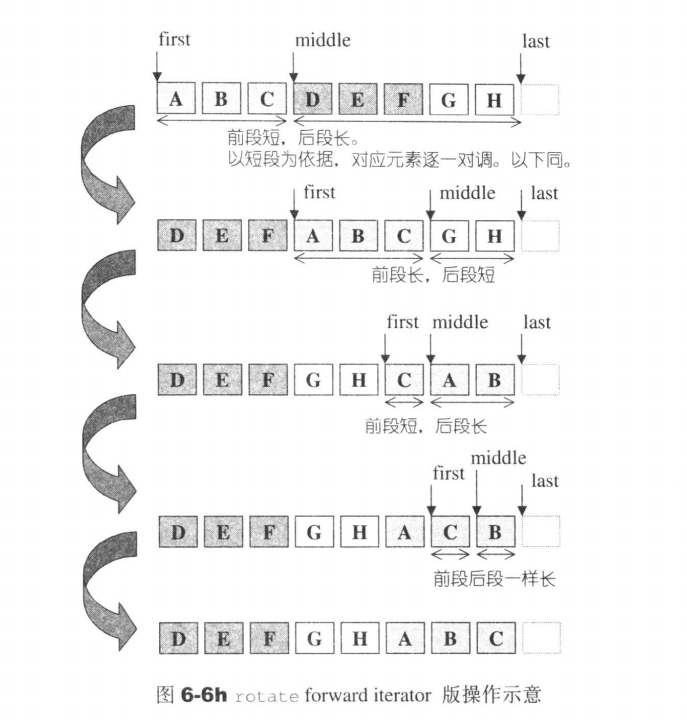 first middle last
A B C D E F G H
前段短，后段长。
以短段为依据，对应元素逐一对调。以下同。
first middle last
D E F A B C G H
前段长，后段短
first middle last
D E F G H C A B
前段短，后段长
first middle last
D E F G H A C B
前段后段一样长
D E F G H A B C
图 6-6h rotate forward iterator 版操作示意